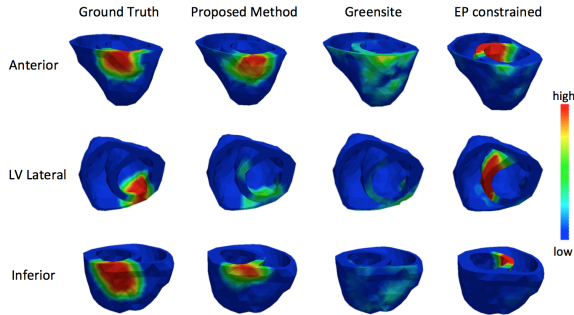 Ground Truth Proposed Method Greensite EP constrained
Anterior
high
LV Lateral
low
Inferior